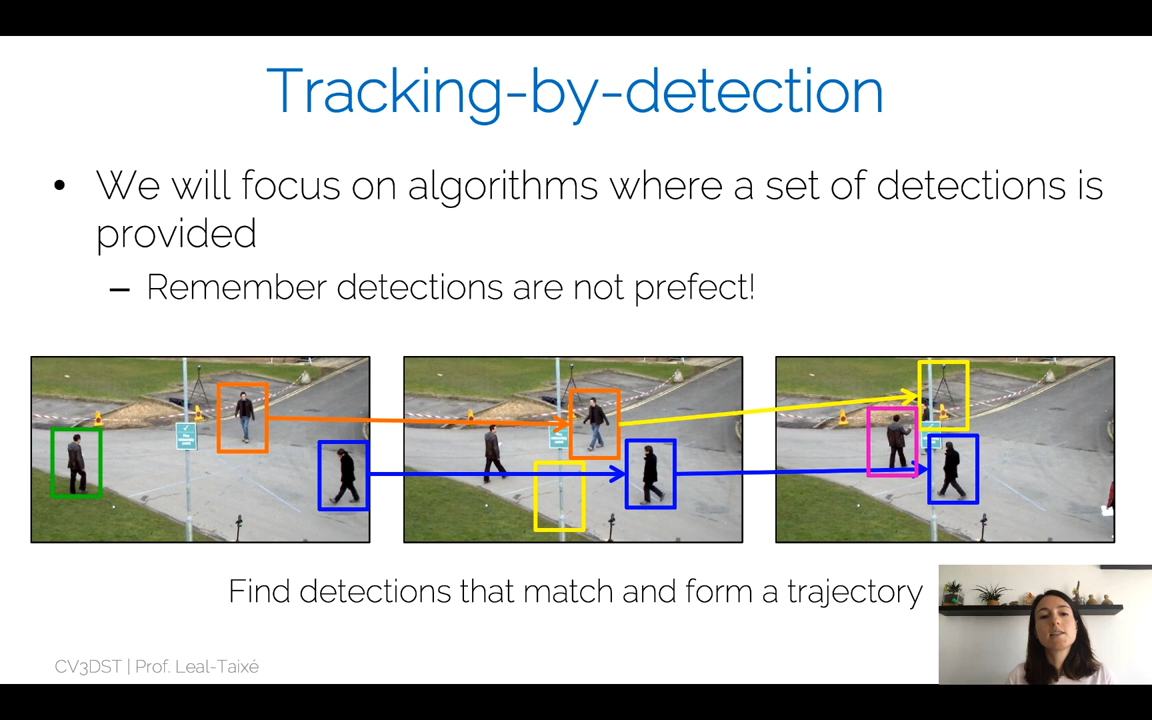 Tracking-by-detection
• We will focus on algorithms where a set of detections is
provided
– Remember detections are not prefect!
Find detections that match and form a trajectory
CV3DST | Prof. Leal-Taixé